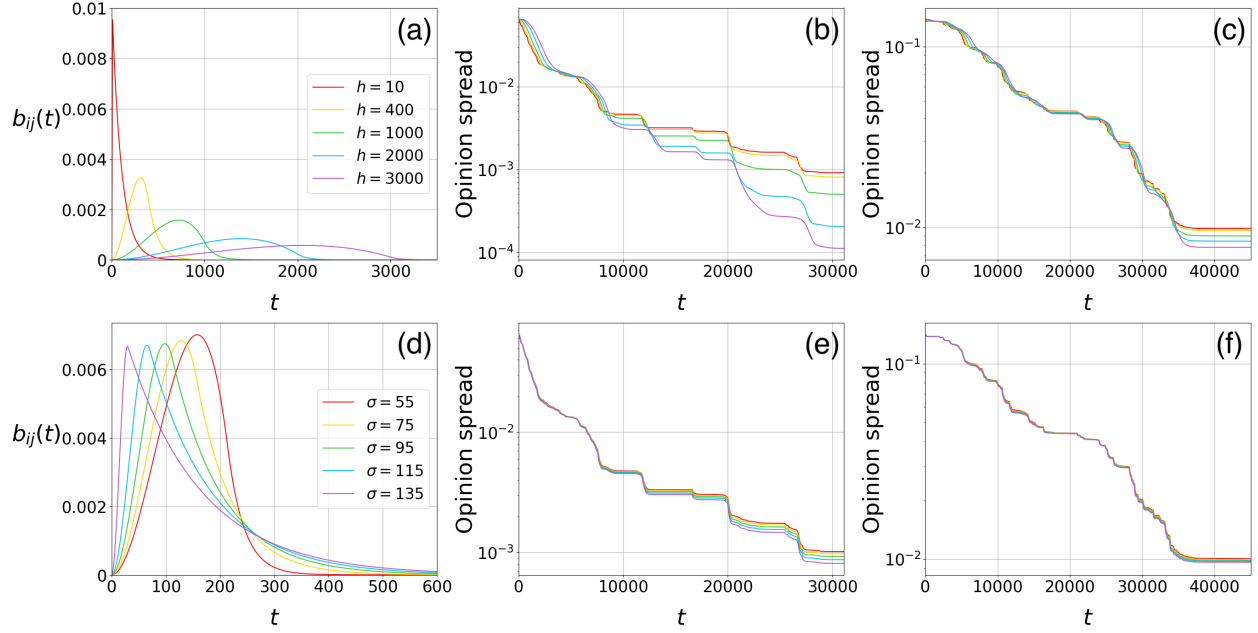 (a)
0.01
0.008
0.006
0.004
0.002
0
b_{ij}(t)
h = 10
h = 400
h = 1000
h = 2000
h = 3000
0 1000 2000 3000
t
(b)
Opinion spread
10^{-2}
10^{-3}
10^{-4}
0 10000 20000 30000
t
(c)
Opinion spread
10^{-1}
10^{-2}
0 10000 20000 30000 40000
t
(d)
0.006
0.004
0.002
0
b_{ij}(t)
σ = 55
σ = 75
σ = 95
σ = 115
σ = 135
0 100 200 300 400 500 600
t
(e)
Opinion spread
10^{-2}
10^{-3}
0 10000 20000 30000
t
(f)
Opinion spread
10^{-1}
10^{-2}
0 10000 20000 30000 40000
t